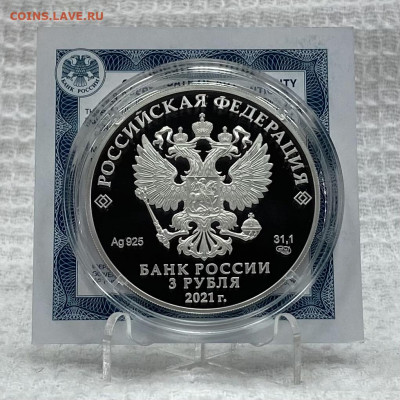 COINS.LAVE.RU
БАНК РОССИИ
РОССИЙСКАЯ ФЕДЕРАЦИЯ
Ag 925
31,1
БАНК РОССИИ
3 РУБЛЯ
2021 г.